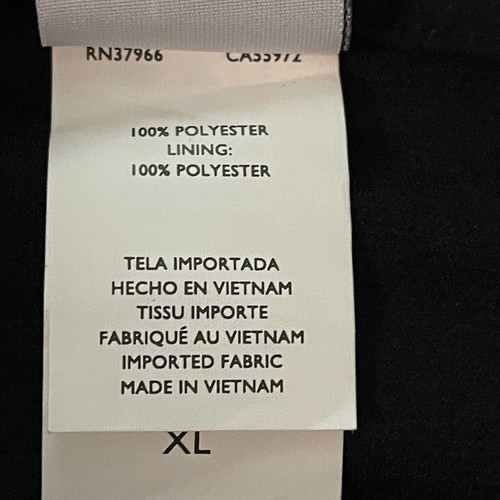 RN37966 CA55972
100% POLYESTER
LINING:
100% POLYESTER
TELA IMPORTADA
HECHO EN VIETNAM
TISSU IMPORTE
FABRIQUÉ AU VIETNAM
IMPORTED FABRIC
MADE IN VIETNAM
XL